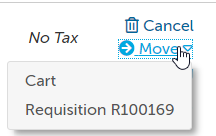 Cancel
No Tax
Move
Cart
Requisition R100169